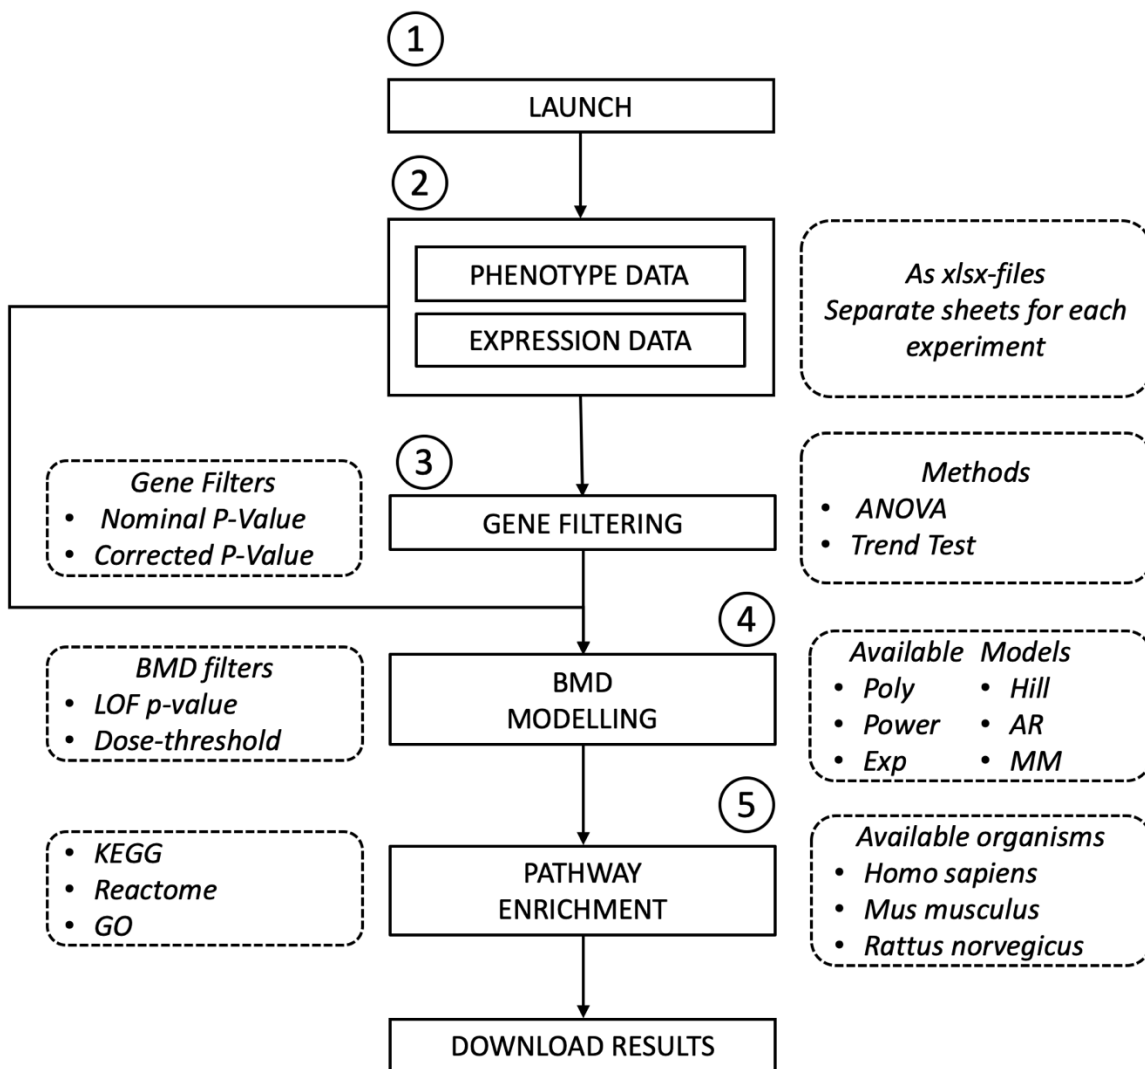 1
LAUNCH
2
PHENOTYPE DATA
EXPRESSION DATA
As xlsx-files
Separate sheets for each
experiment
3
Gene Filters
• Nominal P-Value
• Corrected P-Value
GENE FILTERING
Methods
• ANOVA
• Trend Test
4
BMD filters
• LOF p-value
• Dose-threshold
BMD
MODELLING
Available Models
• Poly • Hill
• Power • AR
• Exp • MM
5
• KEGG
• Reactome
• GO
PATHWAY
ENRICHMENT
Available organisms
• Homo sapiens
• Mus musculus
• Rattus norvegicus
DOWNLOAD RESULTS